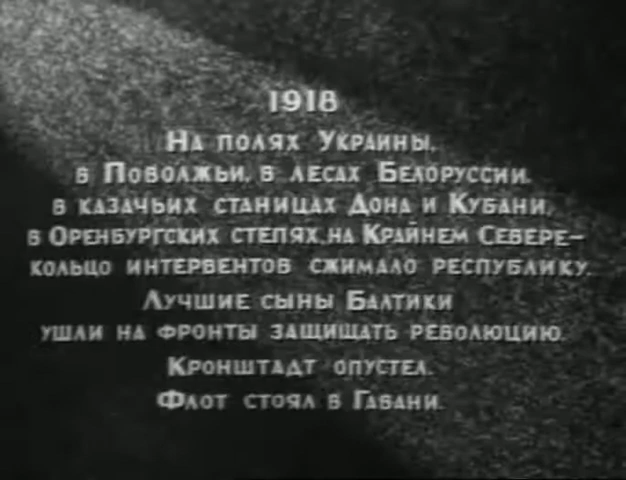 1918
На полях Украины,
в Поволжьи, в лесах Белоруссии,
в казачьих станицах Дона и Кубани,
в Оренбургских степях, на Крайнем Севере—
кольцо интервентов сжимало республику.
Лучшие сыны Балтики
ушли на фронты защищать революцию.
Кронштадт опустел.
Флот стоял в Гавани.